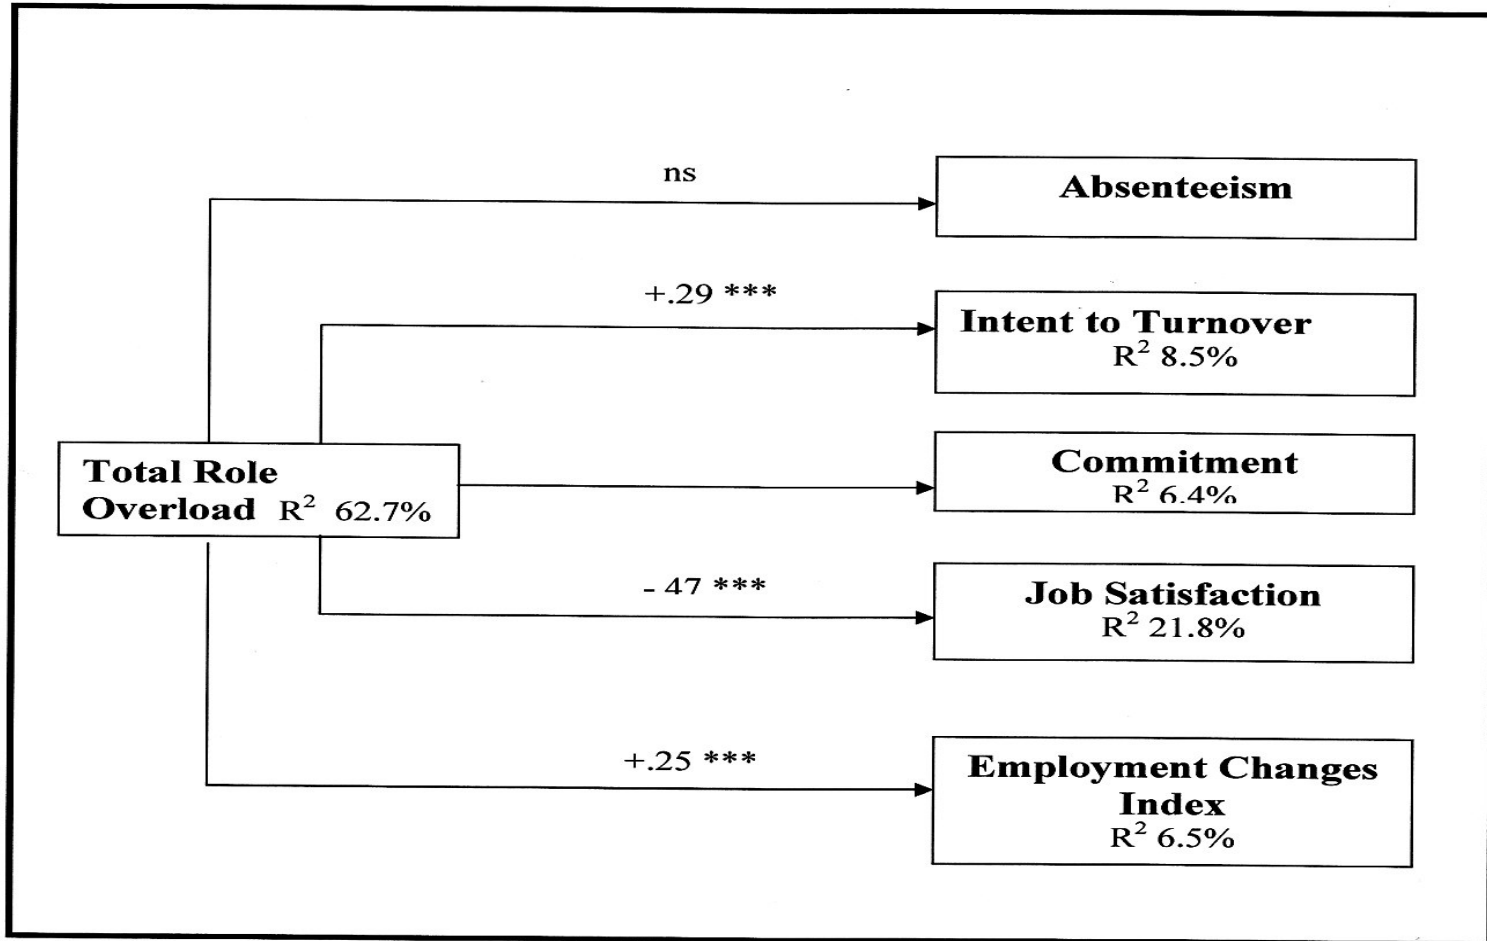 ns
Absenteeism
+.29 ***
Intent to Turnover
R² 8.5%
Total Role
Overload R² 62.7%
Commitment
R² 6.4%
- 47 ***
Job Satisfaction
R² 21.8%
+.25 ***
Employment Changes
Index
R² 6.5%